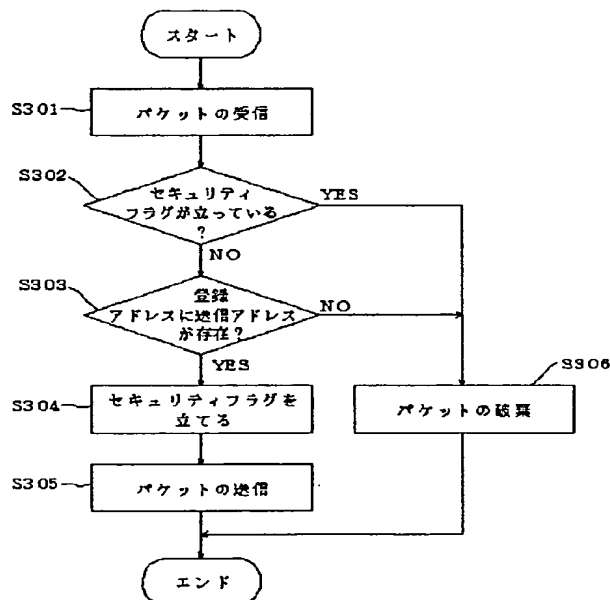 スタート
S301
パケットの受信
S302
セキュリティ
フラグが立っている
?
YES
NO
S303
登録
アドレスに送信アドレス
が存在?
NO
YES
S304
セキュリティフラグを
立てる
S306
パケットの破棄
S305
パケットの送信
エンド